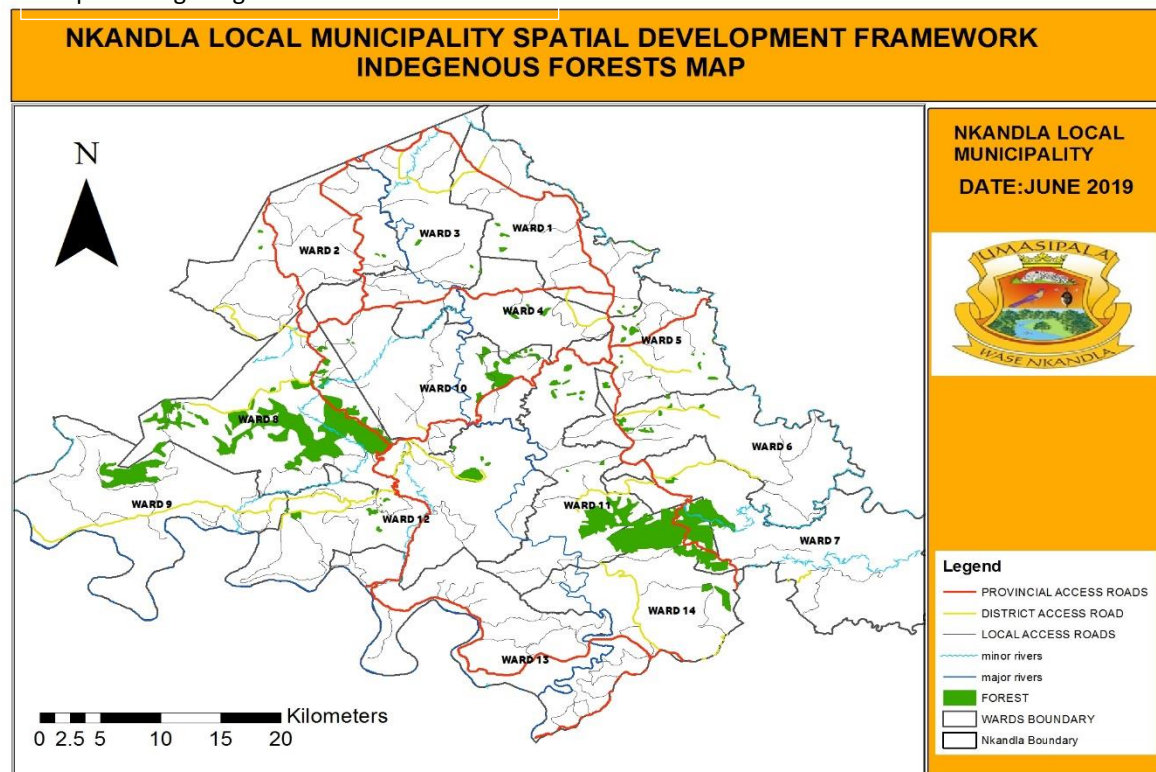 NKANDLA LOCAL MUNICIPALITY SPATIAL DEVELOPMENT FRAMEWORK
INDEGENOUS FORESTS MAP
NKANDLA LOCAL
MUNICIPALITY
DATE:JUNE 2019
UMASIPALA
WASE NKANDLA
N
WARD 1
WARD 3
WARD 2
WARD 4
WARD 5
WARD 10
WARD 8
WARD 6
WARD 9
WARD 11
WARD 12
WARD 7
WARD 14
WARD 13
Kilometers
0 2.5 5 10 15 20
Legend
PROVINCIAL ACCESS ROADS
DISTRICT ACCESS ROAD
LOCAL ACCESS ROADS
minor rivers
major rivers
FOREST
WARDS BOUNDARY
Nkandla Boundary